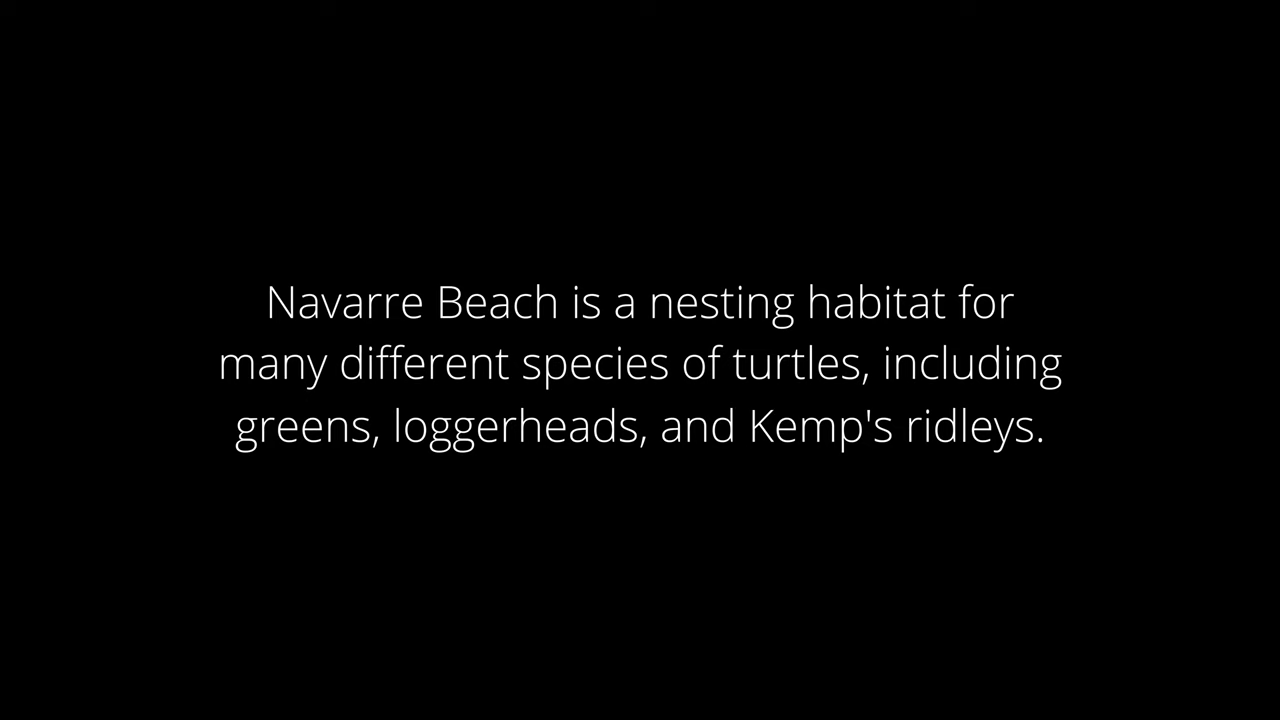 Navarre Beach is a nesting habitat for
many different species of turtles, including
greens, loggerheads, and Kemp's ridleys.